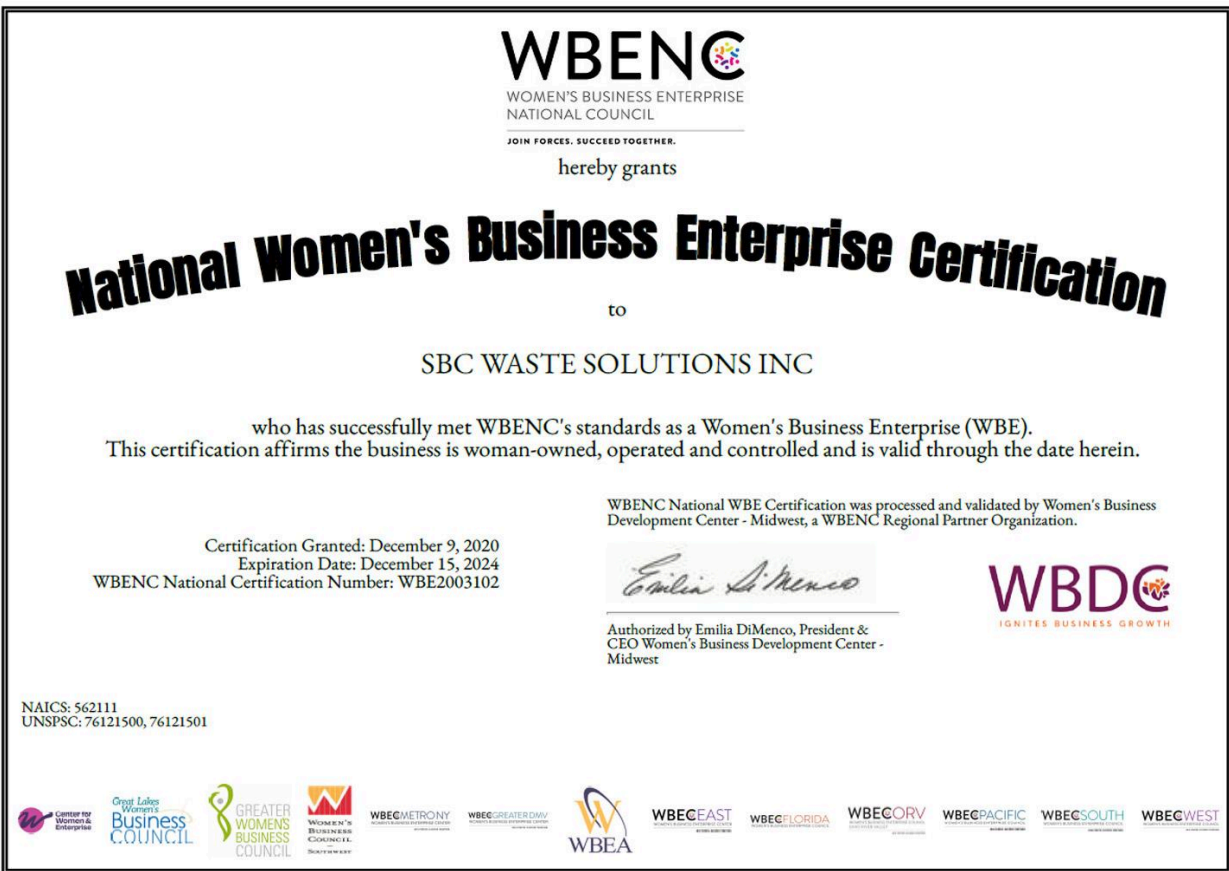 WBENC
WOMEN'S BUSINESS ENTERPRISE
NATIONAL COUNCIL
JOIN FORCES. SUCCEED TOGETHER.
hereby grants
National Women's Business Enterprise Certification
to
SBC WASTE SOLUTIONS INC
who has successfully met WBENC's standards as a Women's Business Enterprise (WBE).
This certification affirms the business is woman-owned, operated and controlled and is valid through the date herein.
WBENC National WBE Certification was processed and validated by Women's Business
Development Center - Midwest, a WBENC Regional Partner Organization.
Certification Granted: December 9, 2020
Expiration Date: December 15, 2024
WBENC National Certification Number: WBE2003102
Emilia DiMenco
Authorized by Emilia DiMenco, President &
CEO Women's Business Development Center -
Midwest
WBDC
IGNITES BUSINESS GROWTH
NAICS: 562111
UNSPSC: 76121500, 76121501
Center for
Women &
Enterprise
Great Lakes
Women's
Business
COUNCIL
GREATER
WOMEN'S
BUSINESS
COUNCIL
WOMEN'S
BUSINESS
COUNCIL
SOUTHWEST
WBECMETRONY
WBECGREATERDMV
WBEA
WBECEAST
WBECFLORIDA
WBECORV
WBECPACIFIC
WBECSOUTH
WBECWEST